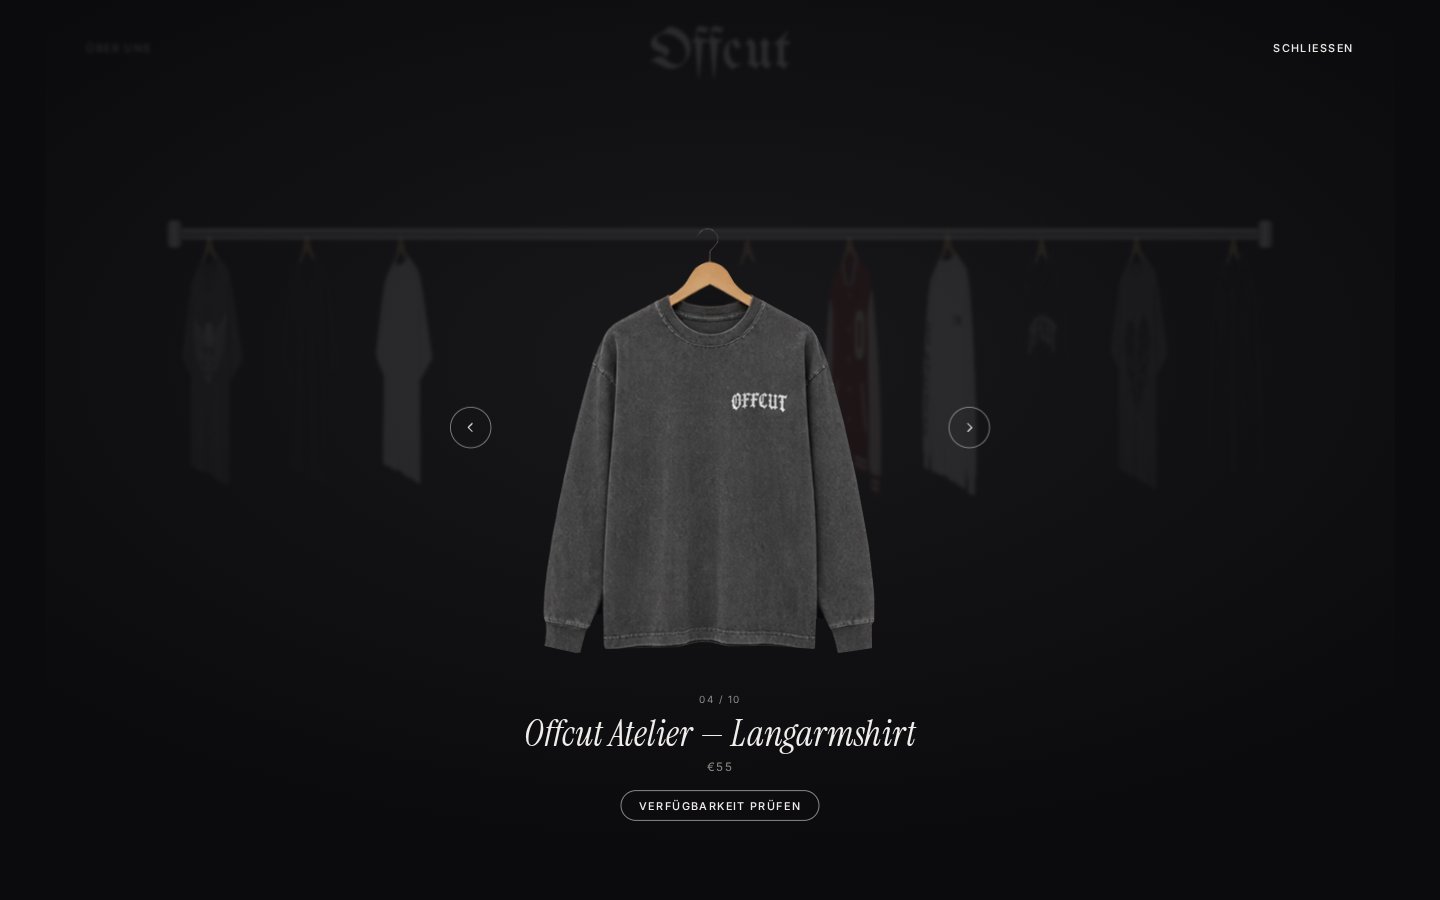 ÜBER UNS
Offcut
SCHLIESSEN
OFFCUT
04 / 10
Offcut Atelier — Langarmshirt
€55
VERFÜGBARKEIT PRÜFEN